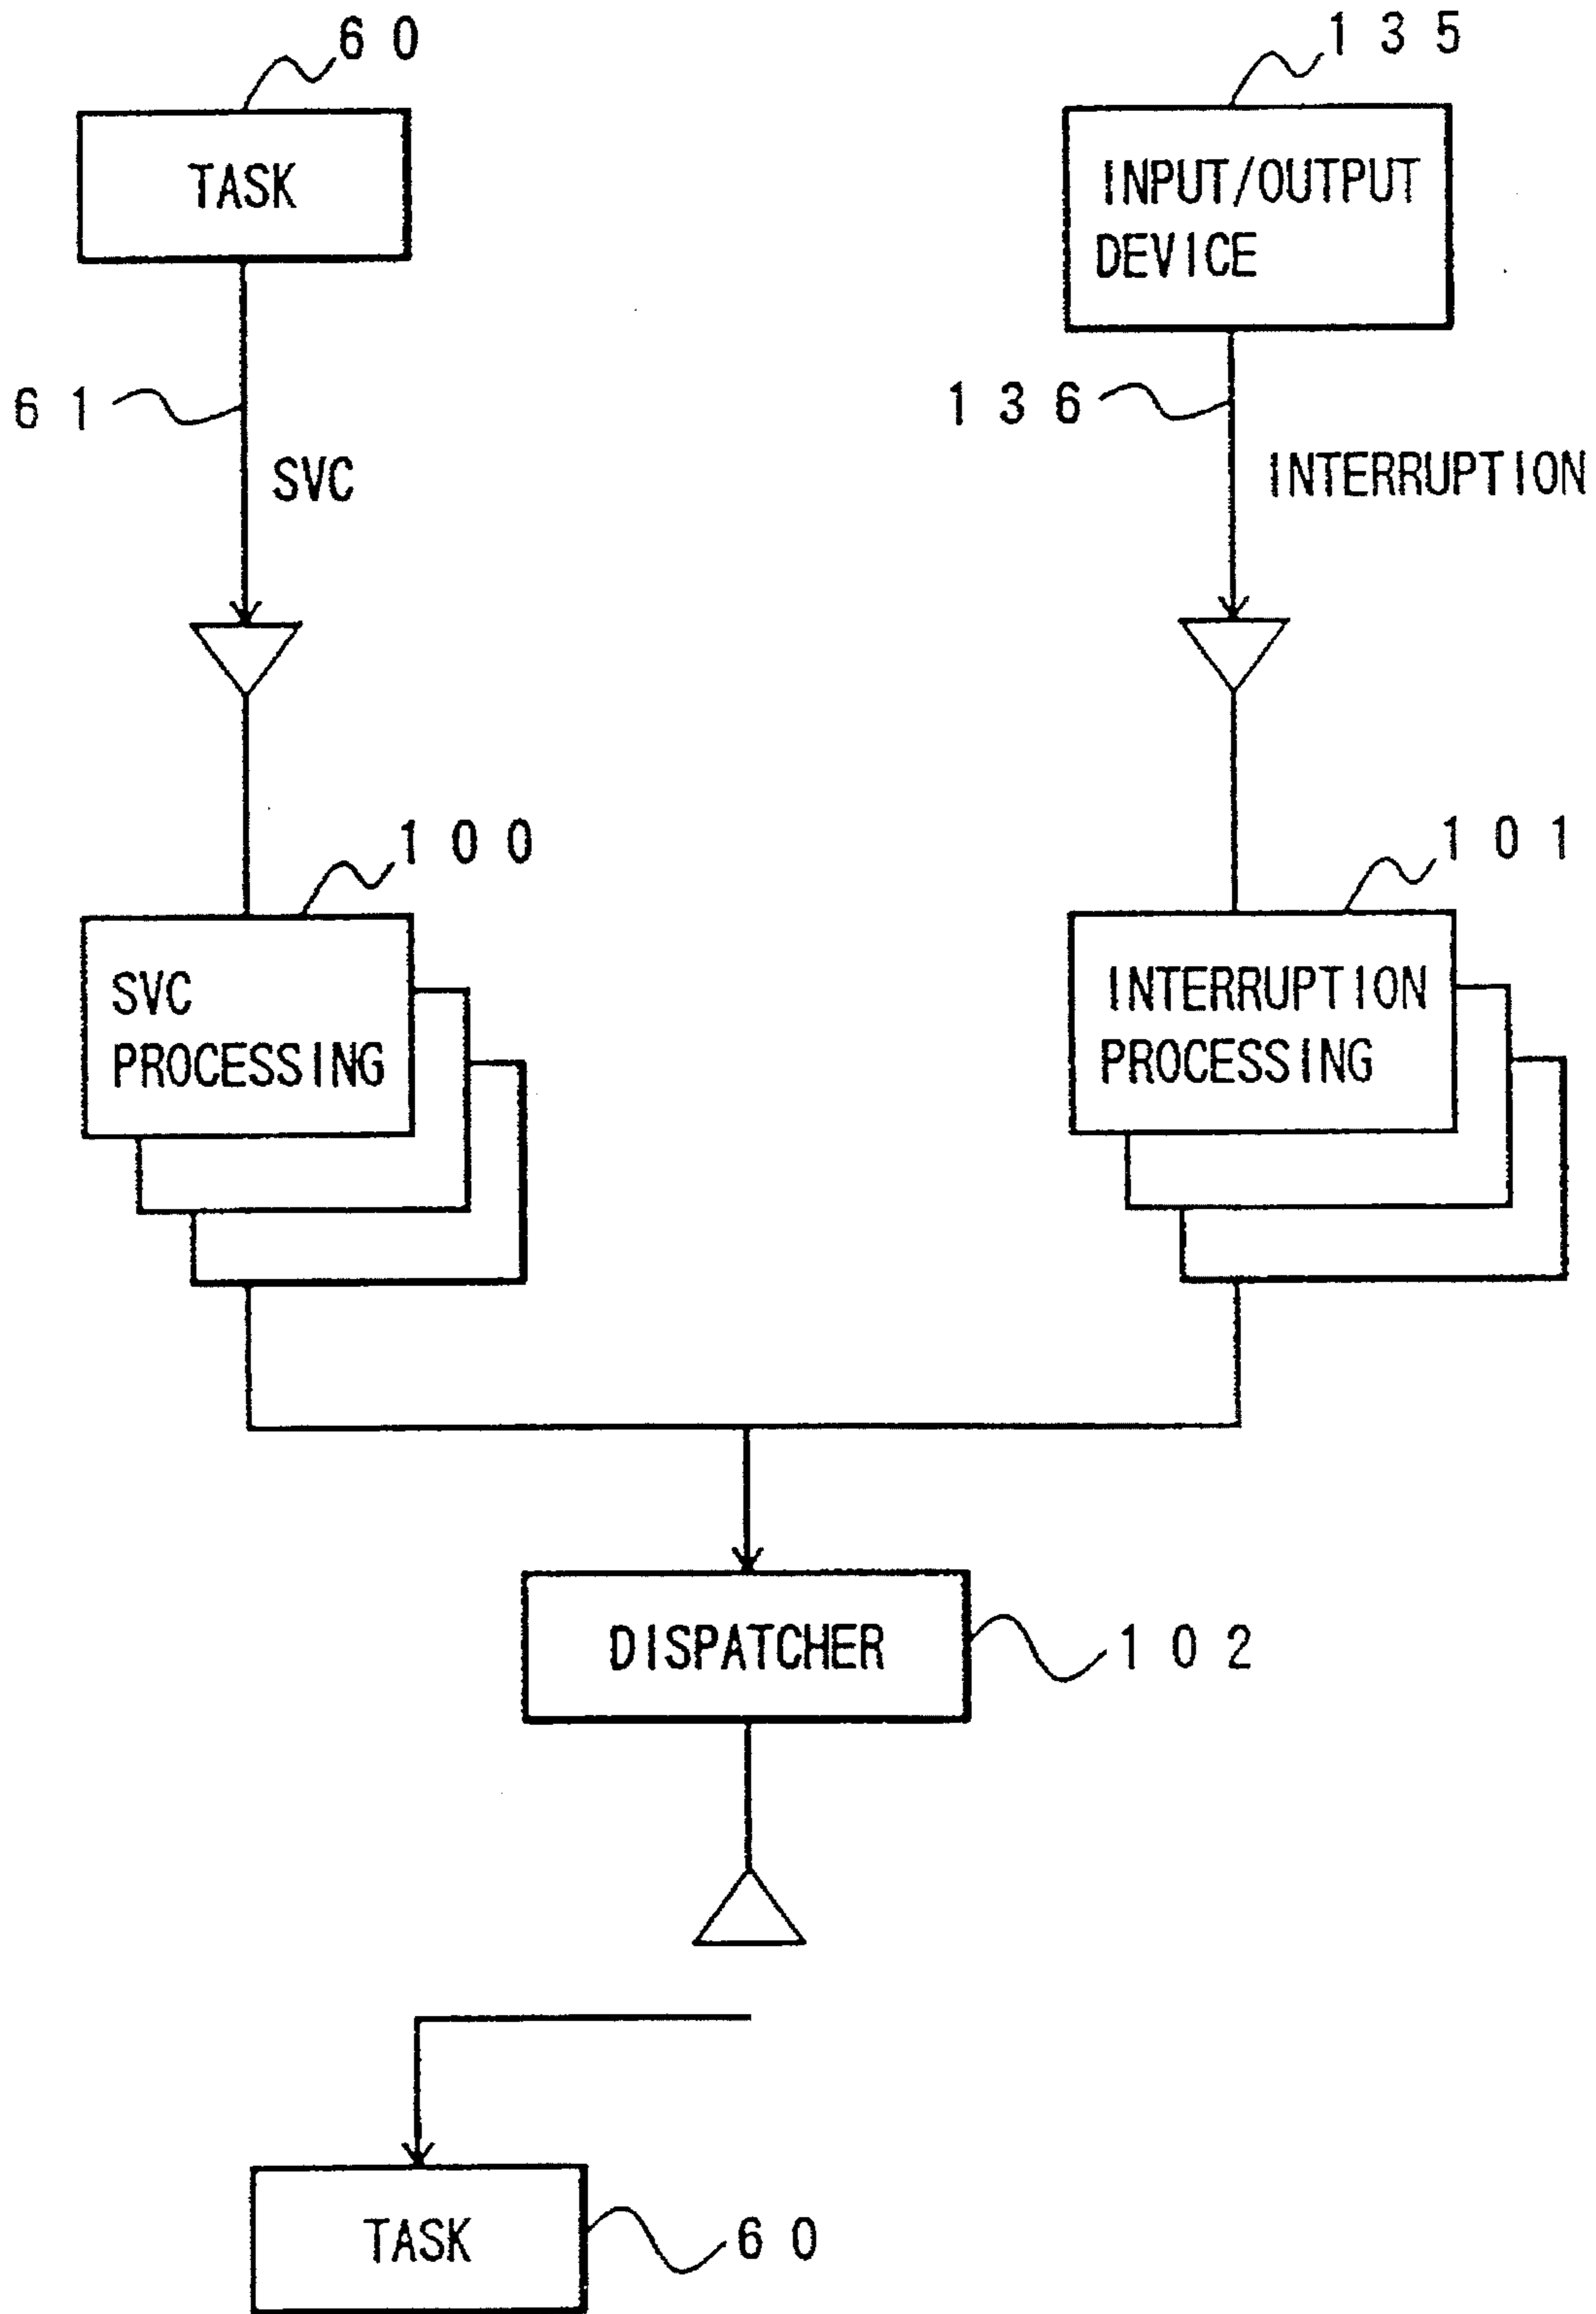 60
135
TASK
INPUT/OUTPUT
DEVICE
61
136
SVC
INTERRUPTION
100
101
SVC
PROCESSING
INTERRUPTION
PROCESSING
DISPATCHER
102
TASK
60